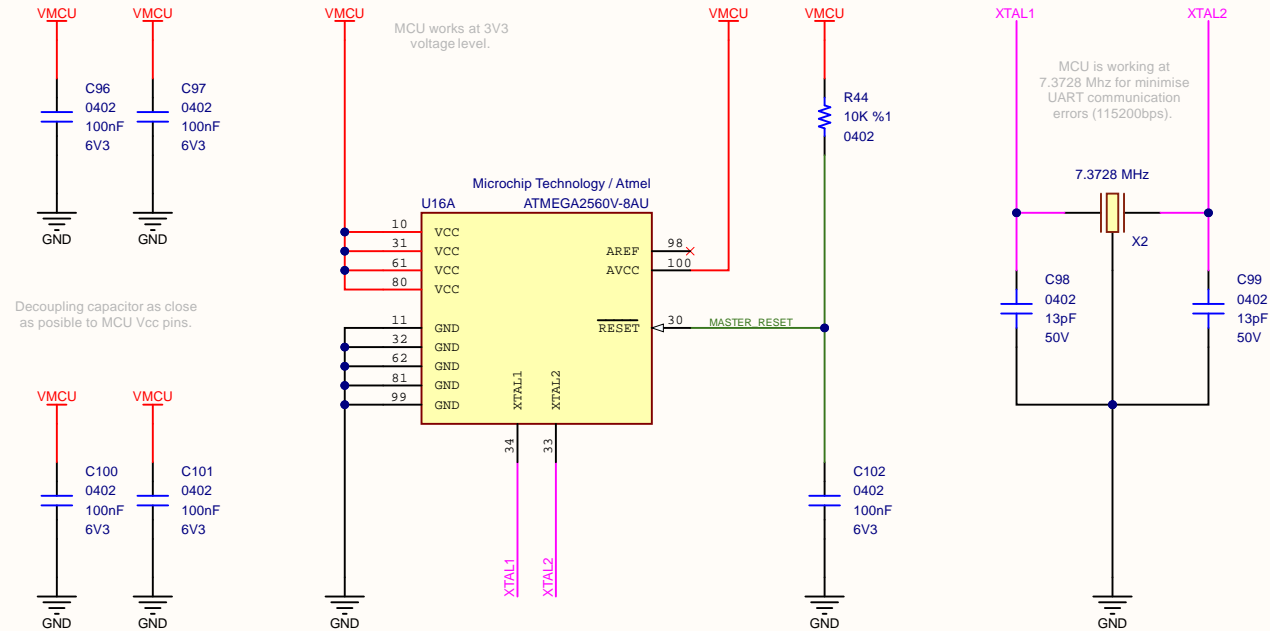 VMCU
VMCU
VMCU
VMCU
VMCU
XTAL1
XTAL2
MCU works at 3V3
voltage level.
C96
0402
100nF
6V3
C97
0402
100nF
6V3
R44
10K %1
0402
MCU is working at
7.3728 Mhz for minimise
UART communication
errors (115200bps).
7.3728 MHz
X2
Microchip Technology / Atmel
U16A
ATMEGA2560V-8AU
10
VCC
31
VCC
61
VCC
80
VCC
11
GND
32
GND
62
GND
81
GND
99
GND
AREF
98
AVCC
100
RESET
30
MASTER_RESET
XTAL1
XTAL2
34
33
XTAL1
XTAL2
GND
GND
Decoupling capacitor as close
as posible to MCU Vcc pins.
C98
0402
13pF
50V
C99
0402
13pF
50V
VMCU
VMCU
C100
0402
100nF
6V3
C101
0402
100nF
6V3
C102
0402
100nF
6V3
GND
GND
GND
GND
GND